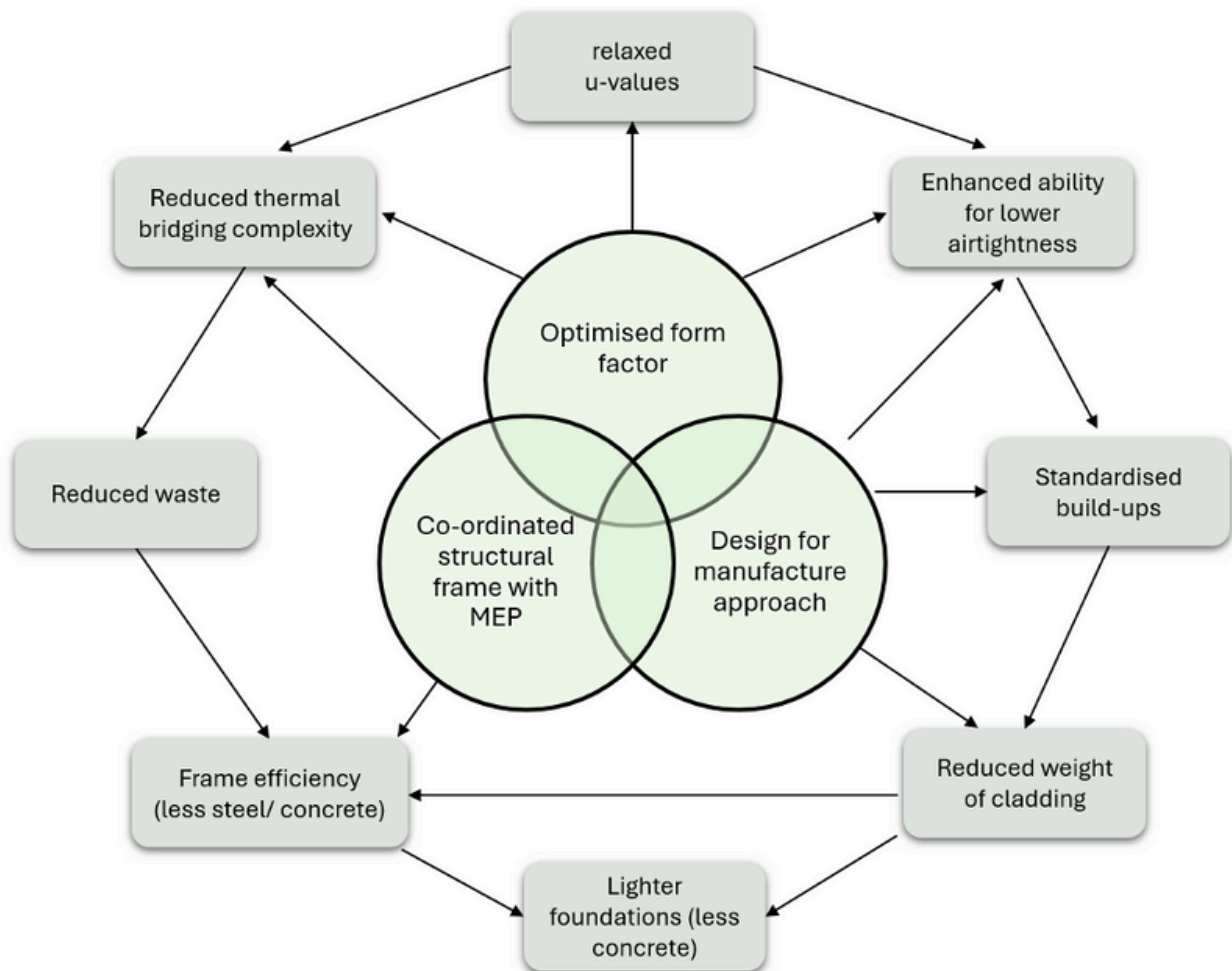 relaxed
u-values
Reduced thermal
bridging complexity
Enhanced ability
for lower
airtightness
Optimised form
factor
Reduced waste
Co-ordinated
structural
frame with
MEP
Design for
manufacture
approach
Standardised
build-ups
Frame efficiency
(less steel/ concrete)
Reduced weight
of cladding
Lighter
foundations (less
concrete)